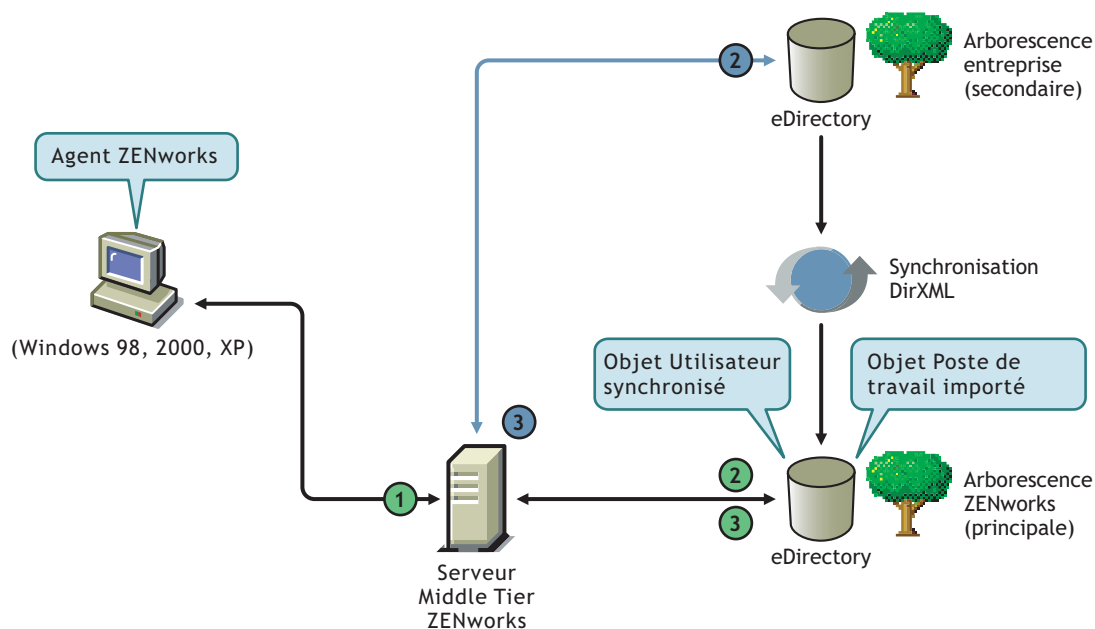 2
Arborescence
entreprise
(secondaire)
eDirectory
Agent ZENworks
Synchronisation
DirXML
(Windows 98, 2000, XP)
Objet Utilisateur
synchronisé
Objet Poste de
travail importé
3
1
2
3
Arborescence
ZENworks
(principale)
eDirectory
Serveur
Middle Tier
ZENworks